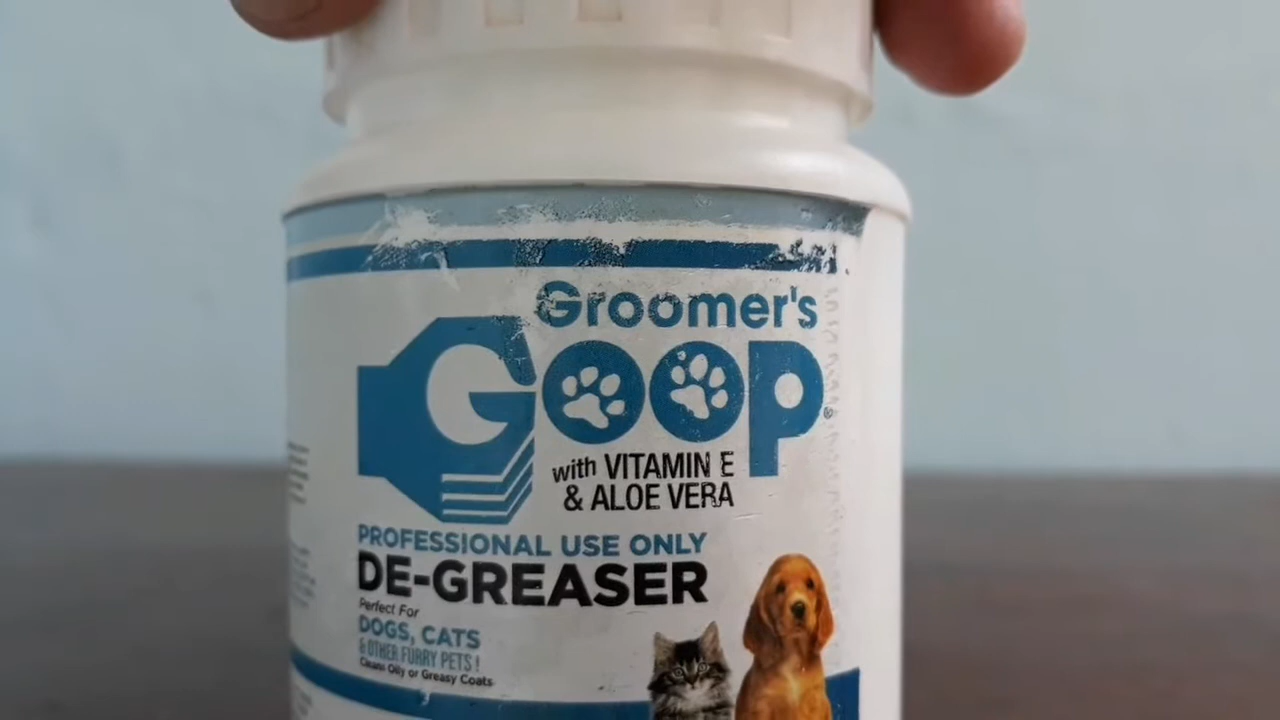 Groomer's
GOOP®
with VITAMIN E
& ALOE VERA
PROFESSIONAL USE ONLY
DE-GREASER
Perfect For
DOGS, CATS
& OTHER FURRY PETS!
Cleans Oily or Greasy Coats